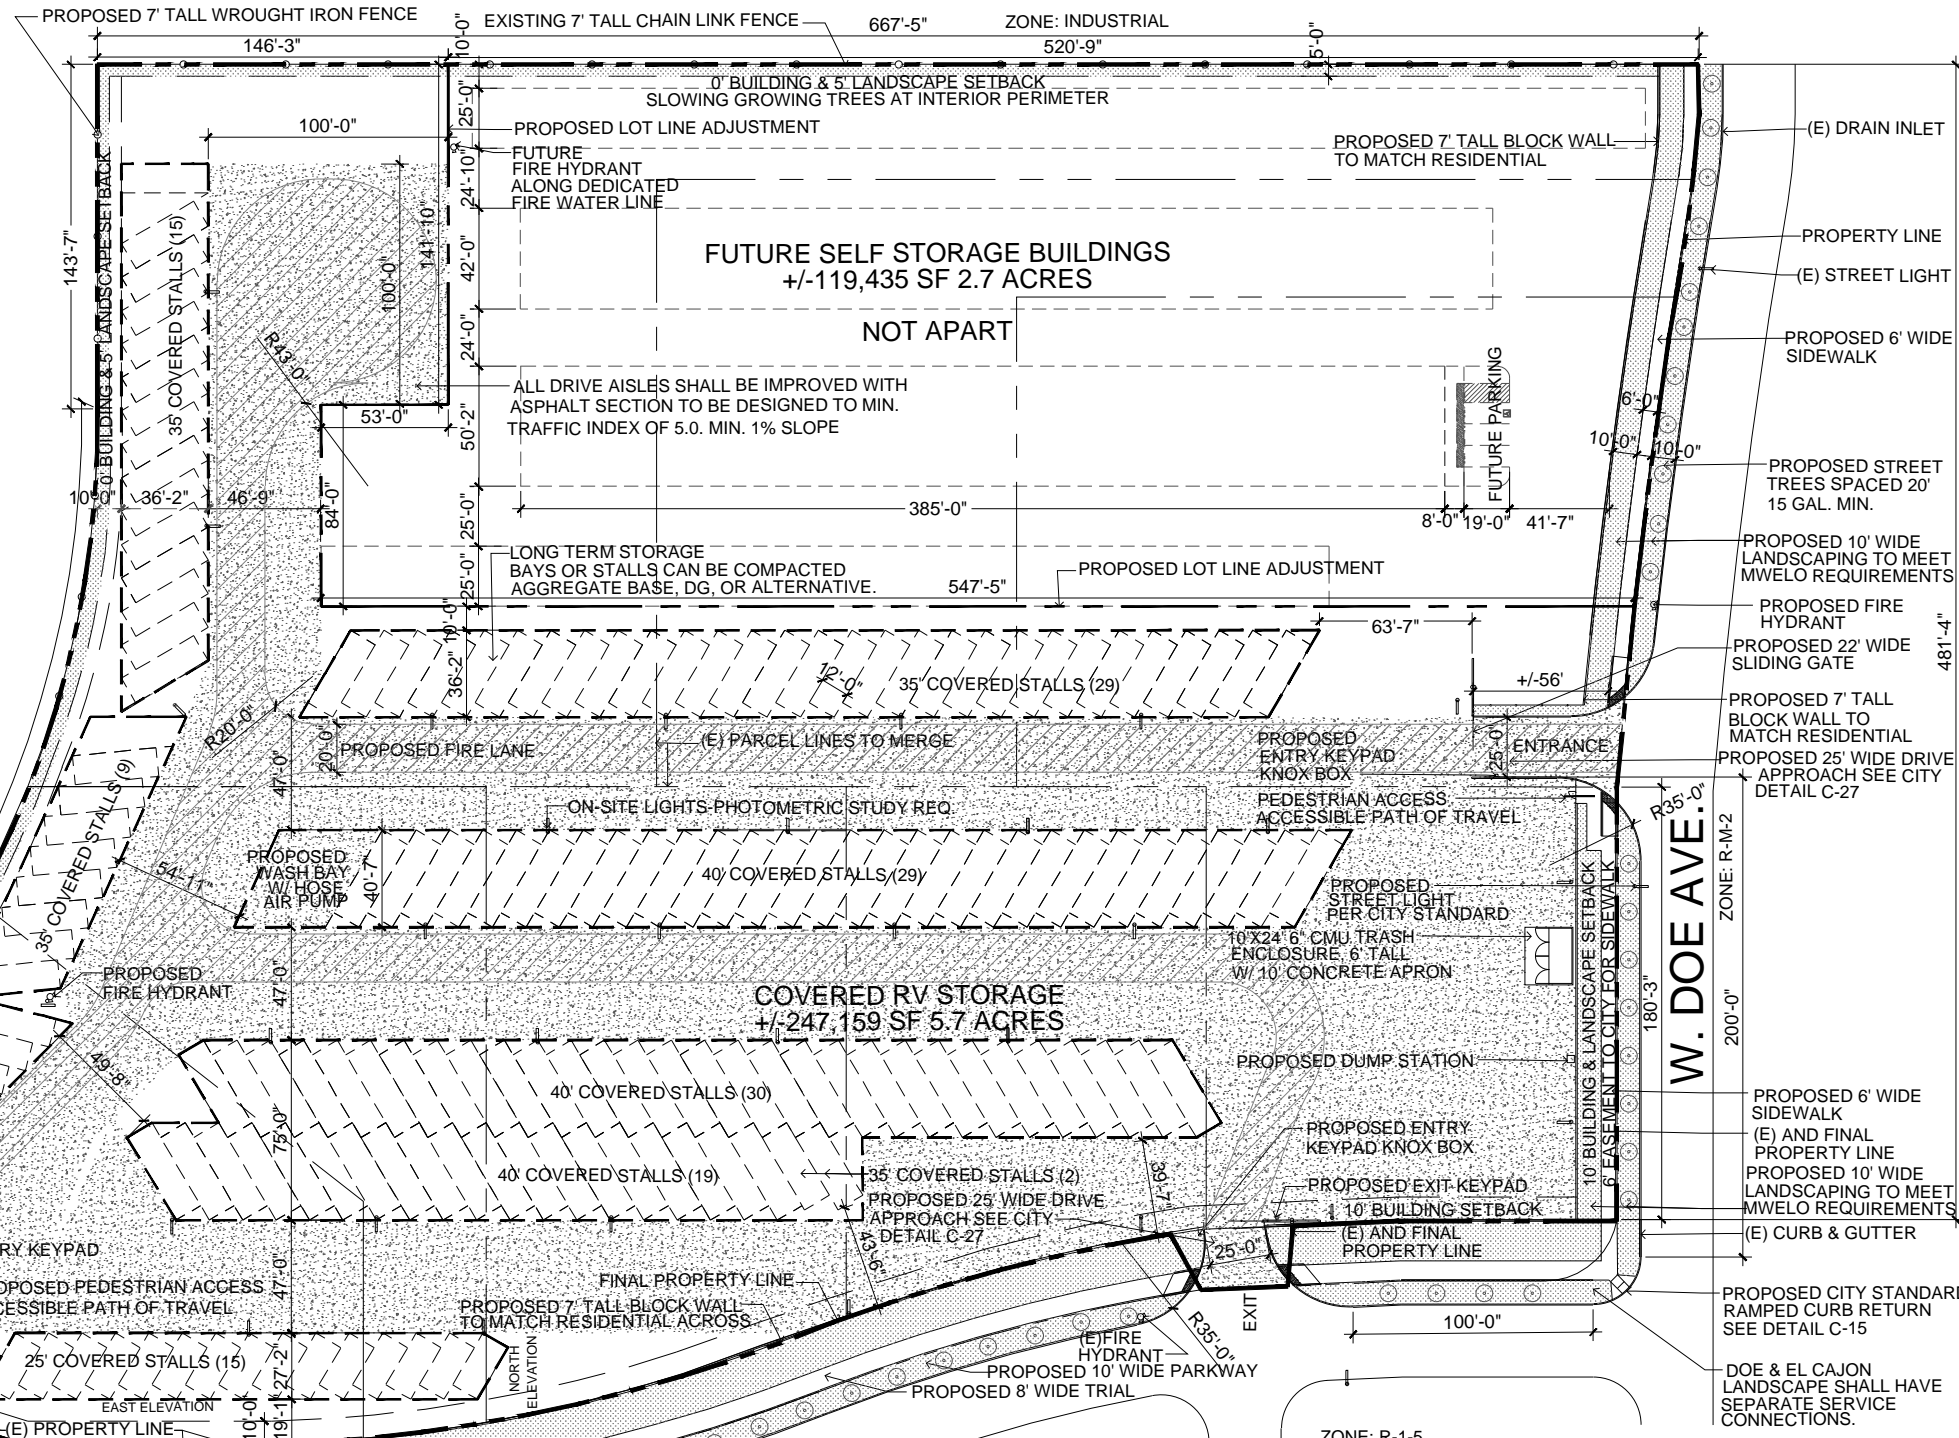 PROPOSED 7' TALL WROUGHT IRON FENCE
EXISTING 7' TALL CHAIN LINK FENCE
667'-5"
ZONE: INDUSTRIAL
146'-3"
10'-0"
520'-9"
5'-0"
0' BUILDING & 5' LANDSCAPE SETBACK
SLOWING GROWING TREES AT INTERIOR PERIMETER
25'-0"
100'-0"
PROPOSED LOT LINE ADJUSTMENT
FUTURE
FIRE HYDRANT
ALONG DEDICATED
FIRE WATER LINE
PROPOSED 7' TALL BLOCK WALL
TO MATCH RESIDENTIAL
(E) DRAIN INLET
24'-10"
143'-7"
0' BUILDING & 5' LANDSCAPE SETBACK
35' COVERED STALLS (15)
100'-0"
141'-10"
42'-0"
FUTURE SELF STORAGE BUILDINGS
+/-119,435 SF 2.7 ACRES
NOT APART
PROPERTY LINE
(E) STREET LIGHT
PROPOSED 6' WIDE
SIDEWALK
24'-0"
R43'-0"
ALL DRIVE AISLES SHALL BE IMPROVED WITH
ASPHALT SECTION TO BE DESIGNED TO MIN.
TRAFFIC INDEX OF 5.0. MIN. 1% SLOPE
53'-0"
50'-2"
FUTURE PARKING
6'-0"
10'-0"
10'-0"
PROPOSED STREET
TREES SPACED 20'
15 GAL. MIN.
10'-0"
36'-2"
46'-9"
84'-0"
385'-0"
8'-0"
19'-0"
41'-7"
25'-0"
LONG TERM STORAGE
BAYS OR STALLS CAN BE COMPACTED
AGGREGATE BASE, DG, OR ALTERNATIVE.
25'-0"
547'-5"
PROPOSED LOT LINE ADJUSTMENT
PROPOSED 10' WIDE
LANDSCAPING TO MEET
MWELO REQUIREMENTS
PROPOSED FIRE
HYDRANT
481'-4"
10'-0"
63'-7"
PROPOSED 22' WIDE
SLIDING GATE
36'-2"
12'-0"
35' COVERED STALLS (29)
+/-56'
PROPOSED 7' TALL
BLOCK WALL TO
MATCH RESIDENTIAL
R20'-0"
20'-0"
PROPOSED FIRE LANE
(E) PARCEL LINES TO MERGE
PROPOSED
ENTRY KEYPAD
KNOX BOX
25'-0"
ENTRANCE
PROPOSED 25' WIDE DRIVE
APPROACH SEE CITY
DETAIL C-27
47'-0"
35' COVERED STALLS (9)
ON-SITE LIGHTS-PHOTOMETRIC STUDY REQ.
PEDESTRIAN ACCESS
ACCESSIBLE PATH OF TRAVEL
R35'-0"
54'-11"
PROPOSED
WASH BAY
W/ HOSE
AIR PUMP
40'-7"
40' COVERED STALLS (29)
PROPOSED
STREET LIGHT
PER CITY STANDARD
10'X24' 6" CMU TRASH
ENCLOSURE, 6' TALL
W/ 10' CONCRETE APRON
10' BUILDING & LANDSCAPE SETBACK
6' EASEMENT TO CITY FOR SIDEWALK
W. DOE AVE.
ZONE: R-M-2
180'-3"
200'-0"
PROPOSED
FIRE HYDRANT
47'-0"
COVERED RV STORAGE
+/-247,159 SF 5.7 ACRES
49'-8"
PROPOSED DUMP STATION
40' COVERED STALLS (30)
75'-0"
PROPOSED ENTRY
KEYPAD KNOX BOX
PROPOSED 6' WIDE
SIDEWALK
(E) AND FINAL
PROPERTY LINE
PROPOSED 10' WIDE
LANDSCAPING TO MEET
MWELO REQUIREMENTS
40' COVERED STALLS (19)
35' COVERED STALLS (2)
39'-7"
PROPOSED 25' WIDE DRIVE
APPROACH SEE CITY
DETAIL C-27
PROPOSED EXIT KEYPAD
10' BUILDING SETBACK
(E) AND FINAL
PROPERTY LINE
(E) CURB & GUTTER
RY KEYPAD
43'-6"
25'-0"
47'-0"
OPOSED PEDESTRIAN ACCESS
CESSIBLE PATH OF TRAVEL
FINAL PROPERTY LINE
PROPOSED 7' TALL BLOCK WALL
TO MATCH RESIDENTIAL ACROSS
EXIT
R35'-0"
100'-0"
PROPOSED CITY STANDARI
RAMPED CURB RETURN
SEE DETAIL C-15
(E)FIRE
HYDRANT
25' COVERED STALLS (15)
27'-2"
NORTH
ELEVATION
PROPOSED 10' WIDE PARKWAY
PROPOSED 8' WIDE TRIAL
DOE & EL CAJON
LANDSCAPE SHALL HAVE
SEPARATE SERVICE
CONNECTIONS.
EAST ELEVATION
10'-0"
19'-1"
(E) PROPERTY LINE
ZONE: R-1-5